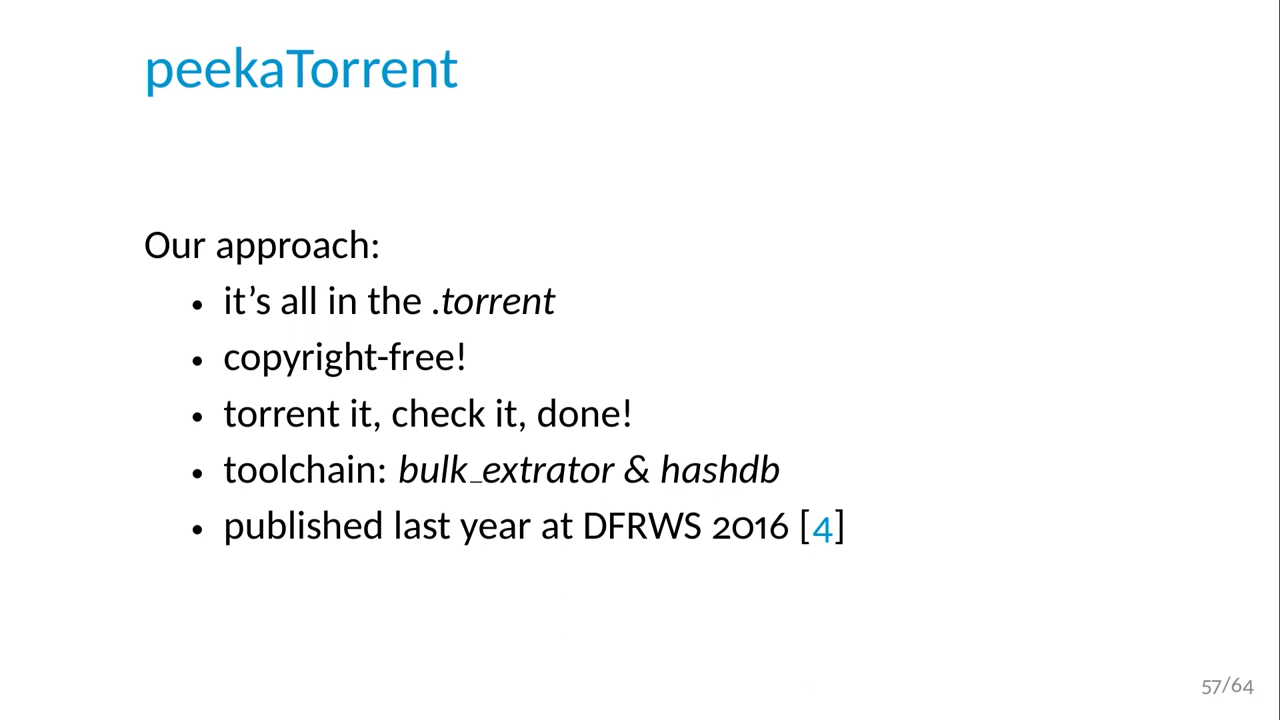 peekaTorrent
Our approach:
• it’s all in the .torrent
• copyright-free!
• torrent it, check it, done!
• toolchain: bulk_extrator & hashdb
• published last year at DFRWS 2016 [4]
57/64